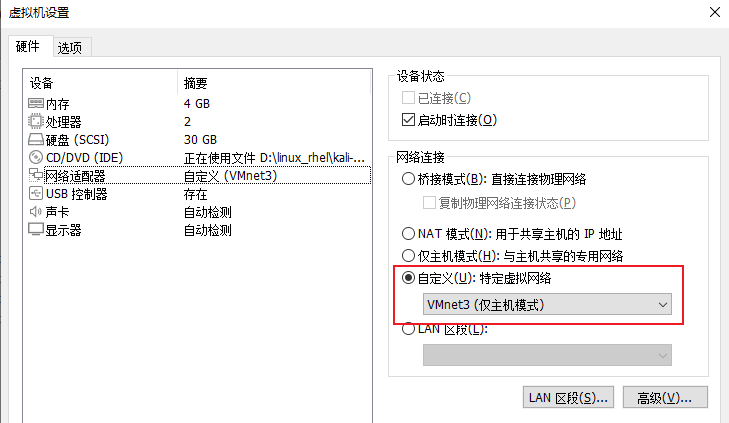 虚拟机设置
硬件 选项
设备 摘要
内存 4 GB
处理器 2
硬盘 (SCSI) 30 GB
CD/DVD (IDE) 正在使用文件 D:\linux_rhel\kali-...
网络适配器 自定义 (VMnet3)
USB 控制器 存在
声卡 自动检测
显示器 自动检测
设备状态
已连接(C)
启动时连接(O)
网络连接
桥接模式(B): 直接连接物理网络
复制物理网络连接状态(P)
NAT 模式(N): 用于共享主机的 IP 地址
仅主机模式(H): 与主机共享的专用网络
自定义(U): 特定虚拟网络
VMnet3 (仅主机模式)
LAN 区段(L):
LAN 区段(S)... 高级(V)...